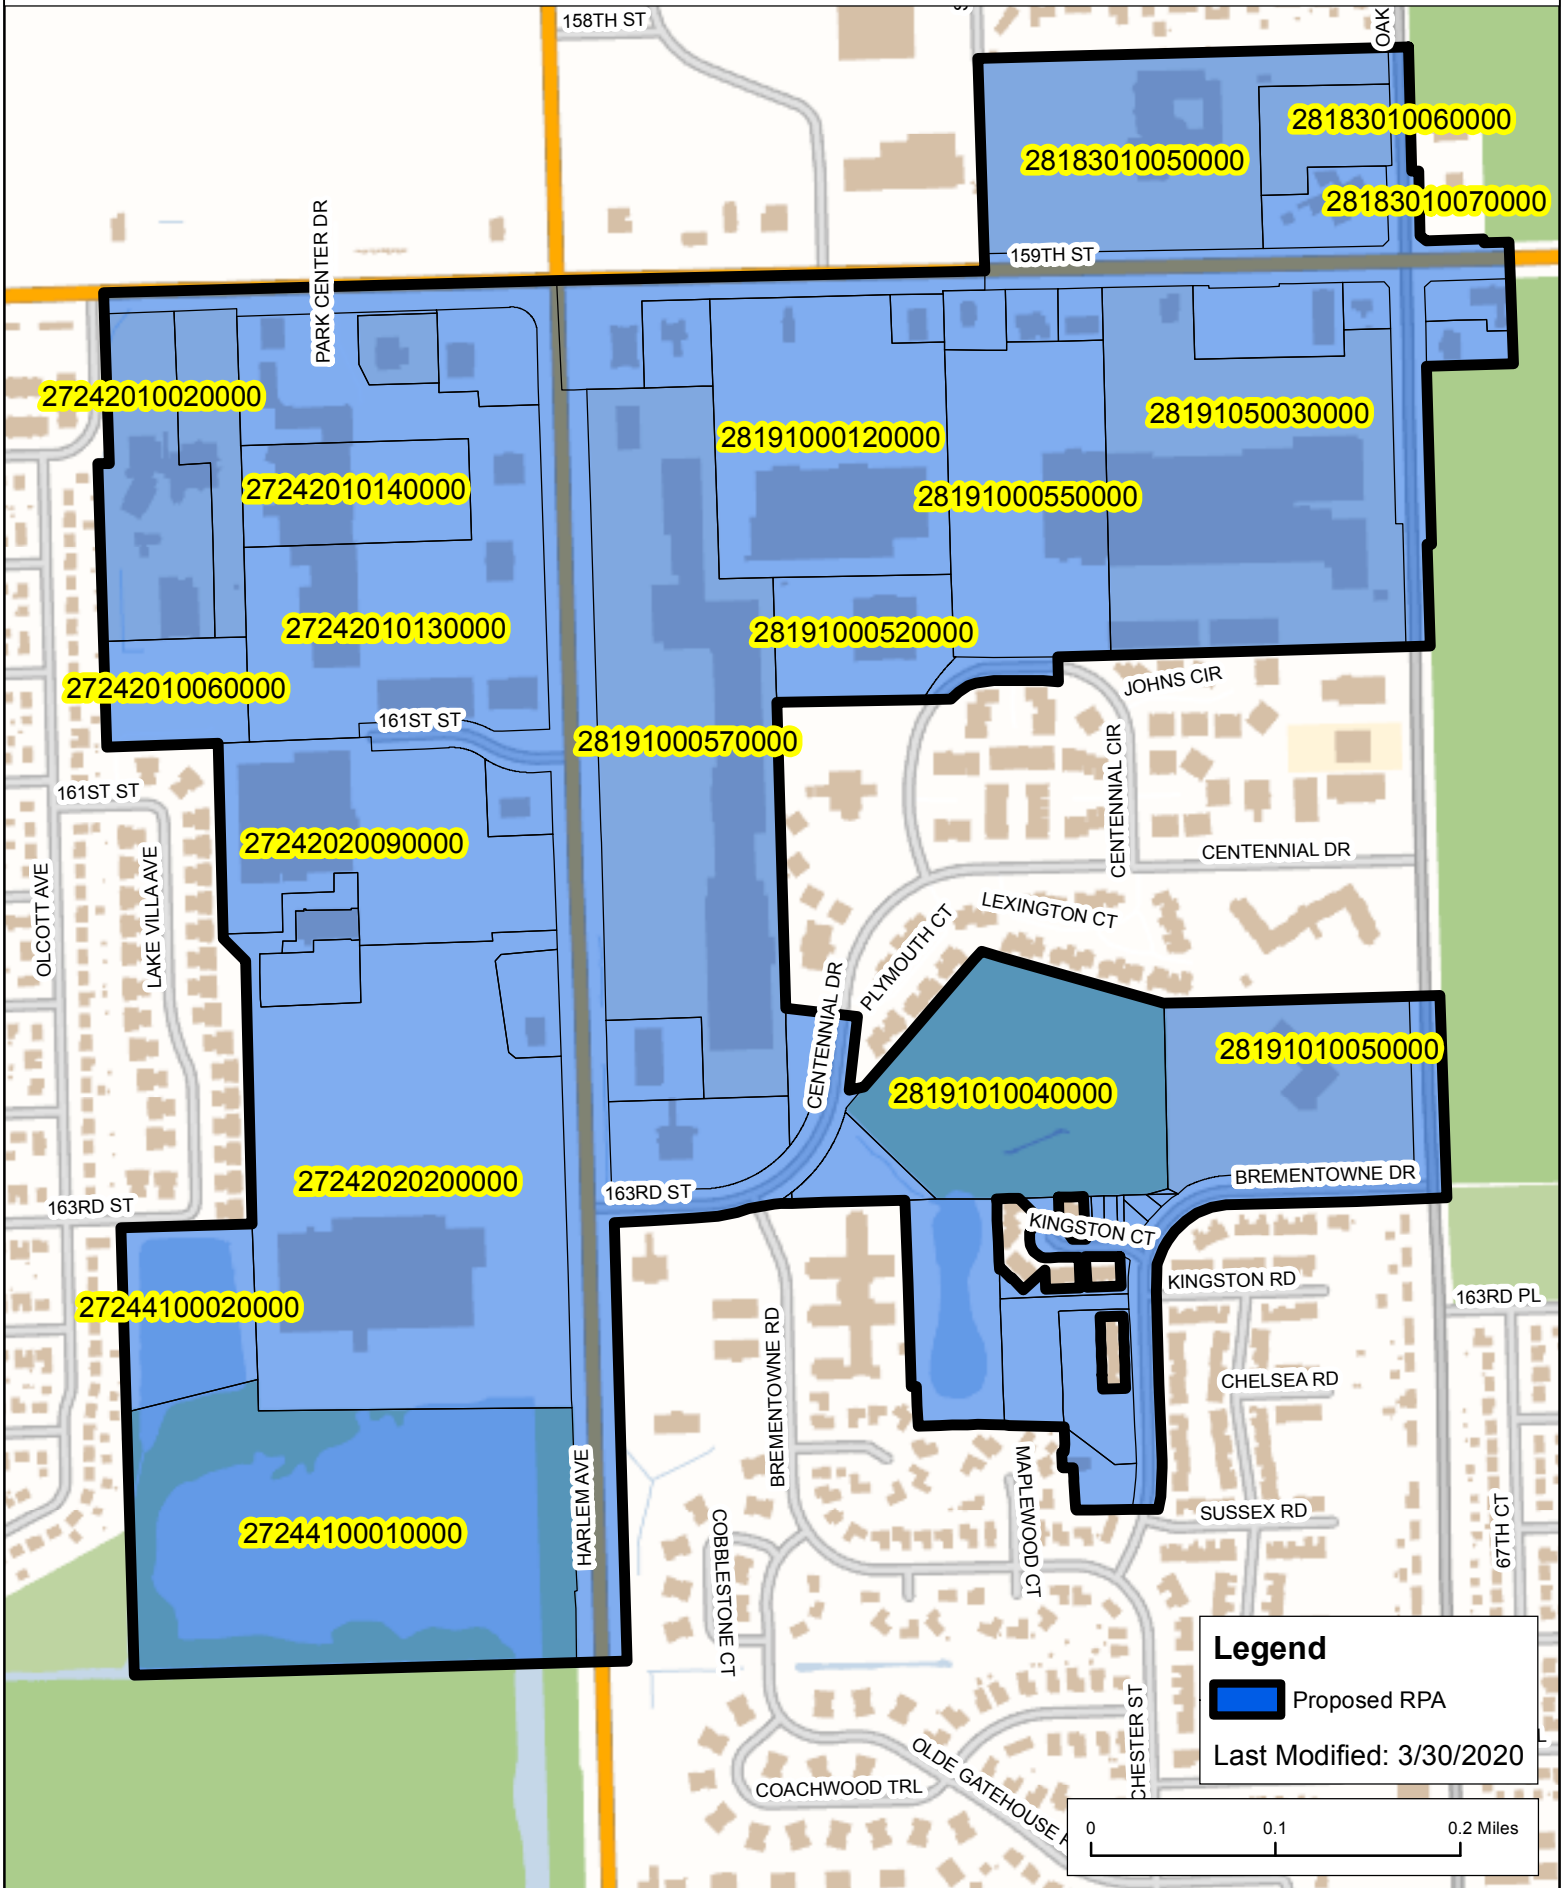 158TH ST
OAK
28183010060000
28183010050000
28183010070000
PARK CENTER DR
159TH ST
27242010020000
28191050030000
28191000120000
27242010140000
28191000550000
27242010130000
28191000520000
27242010060000
JOHNS CIR
161ST ST
28191000570000
CENTENNIAL CIR
161ST ST
27242020090000
CENTENNIAL DR
OLCOTT AVE
LAKE VILLA AVE
LEXINGTON CT
PLYMOUTH CT
CENTENNIAL DR
28191010050000
28191010040000
27242020200000
163RD ST
BREMENTOWNE DR
163RD ST
KINGSTON CT
KINGSTON RD
163RD PL
27244100020000
BREMENTOWNE RD
CHELSEA RD
HARLEM AVE
MAPLEWOOD CT
SUSSEX RD
67TH CT
27244100010000
COBBLESTONE CT
Legend
Proposed RPA
Last Modified: 3/30/2020
CHESTER ST
OLDE GATEHOUSE
COACHWOOD TRL
0 0.1 0.2 Miles